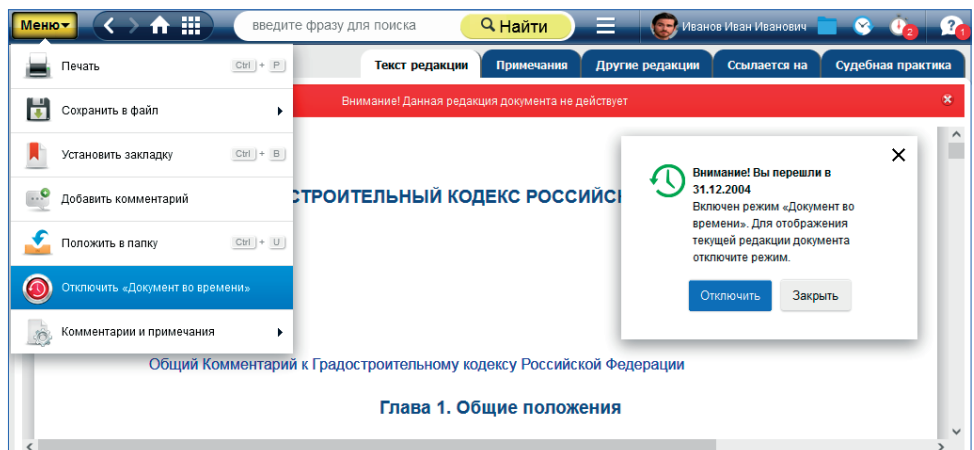 Меню
введите фразу для поиска
Найти
Иванов Иван Иванович
2
?
1
Печать
Ctrl + P
Текст редакции
Примечания
Другие редакции
Ссылается на
Судебная практика
Сохранить в файл
Внимание! Данная редакция документа не действует
Установить закладку
Ctrl + B
Внимание! Вы перешли в
31.12.2004
Включен режим «Документ во
времени». Для отображения
текущей редакции документа
отключите режим.
Отключить
Закрыть
Добавить комментарий
СТРОИТЕЛЬНЫЙ КОДЕКС РОССИЙС
Положить в папку
Ctrl + U
Отключить «Документ во времени»
Комментарии и примечания
Общий Комментарий к Градостроительному кодексу Российской Федерации
Глава 1. Общие положения